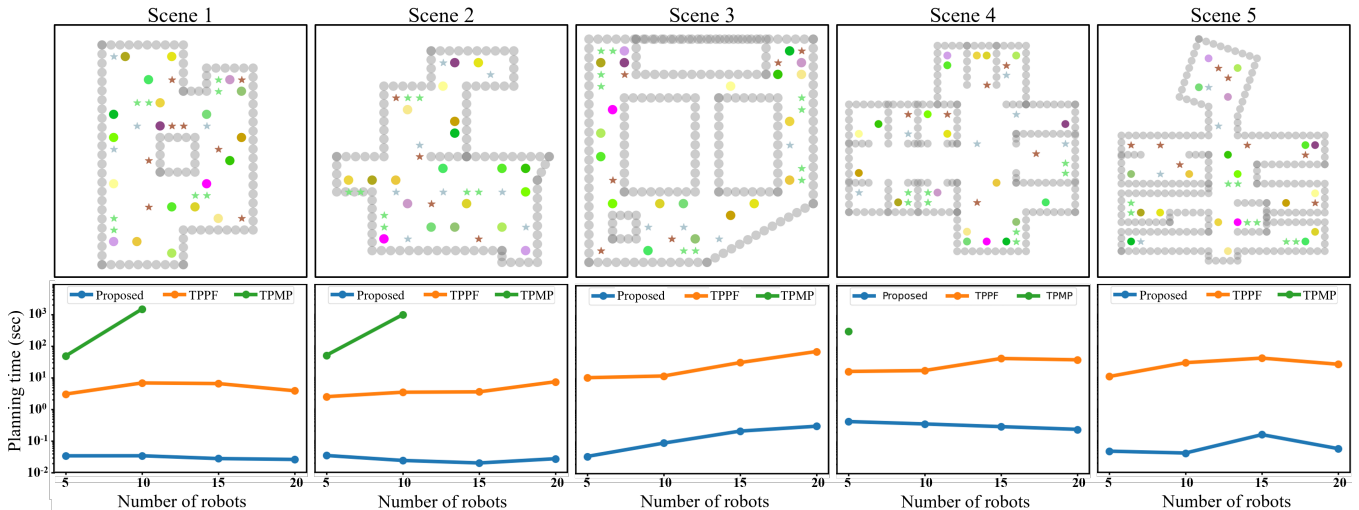 Scene 1
Scene 2
Scene 3
Scene 4
Scene 5
Proposed TPPF TPMP
Proposed TPPF TPMP
Proposed TPPF TPMP
Proposed TPPF TPMP
Proposed TPPF TPMP
Planning time (sec)
10³
10²
10¹
10⁰
10⁻¹
10⁻²
5 10 15 20
5 10 15 20
5 10 15 20
5 10 15 20
5 10 15 20
Number of robots
Number of robots
Number of robots
Number of robots
Number of robots